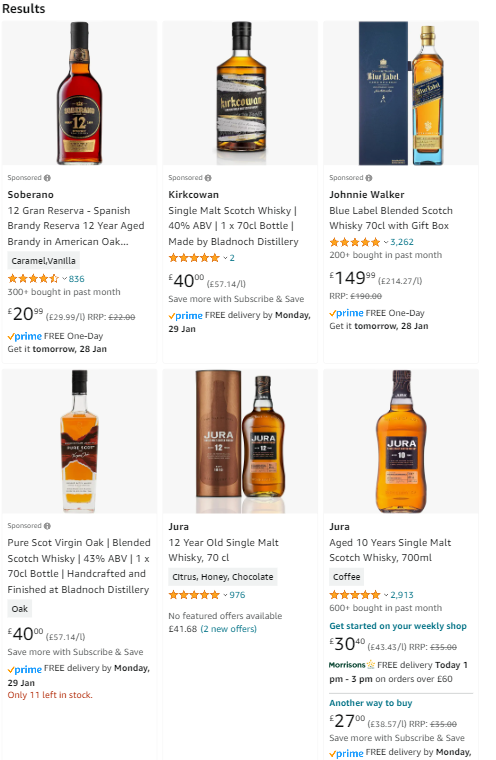 Results
SOBERANO
12
kirkcowan
Blue Label
Sponsored
Soberano
12 Gran Reserva - Spanish
Brandy Reserva 12 Year Aged
Brandy in American Oak...
Caramel,Vanilla
836
300+ bought in past month
£20⁹⁹ (£29.99/l) RRP: £22.00
prime FREE One-Day
Get it tomorrow, 28 Jan
Sponsored
Kirkcowan
Single Malt Scotch Whisky |
40% ABV | 1 x 70cl Bottle |
Made by Bladnoch Distillery
2
£40⁰⁰ (£57.14/l)
Save more with Subscribe & Save
prime FREE delivery by Monday,
29 Jan
Sponsored
Johnnie Walker
Blue Label Blended Scotch
Whisky 70cl with Gift Box
3,262
200+ bought in past month
£149⁹⁹ (£214.27/l)
RRP: £190.00
prime FREE One-Day
Get it tomorrow, 28 Jan
PURE SCOT
JURA
12
JURA
12
JURA
10
Sponsored
Pure Scot Virgin Oak | Blended
Scotch Whisky | 43% ABV | 1 x
70cl Bottle | Handcrafted and
Finished at Bladnoch Distillery
Oak
£40⁰⁰ (£57.14/l)
Save more with Subscribe & Save
prime FREE delivery by Monday,
29 Jan
Only 11 left in stock.
Jura
12 Year Old Single Malt
Whisky, 70 cl
Citrus, Honey, Chocolate
976
No featured offers available
£41.68 (2 new offers)
Jura
Aged 10 Years Single Malt
Scotch Whisky, 700ml
Coffee
2,913
600+ bought in past month
Get started on your weekly shop
£30⁴⁰ (£43.43/l) RRP: £35.00
Morrisons FREE delivery Today 1
pm - 3 pm on orders over £60
Another way to buy
£27⁰⁰ (£38.57/l) RRP: £35.00
Save more with Subscribe & Save
prime FREE delivery by Monday,